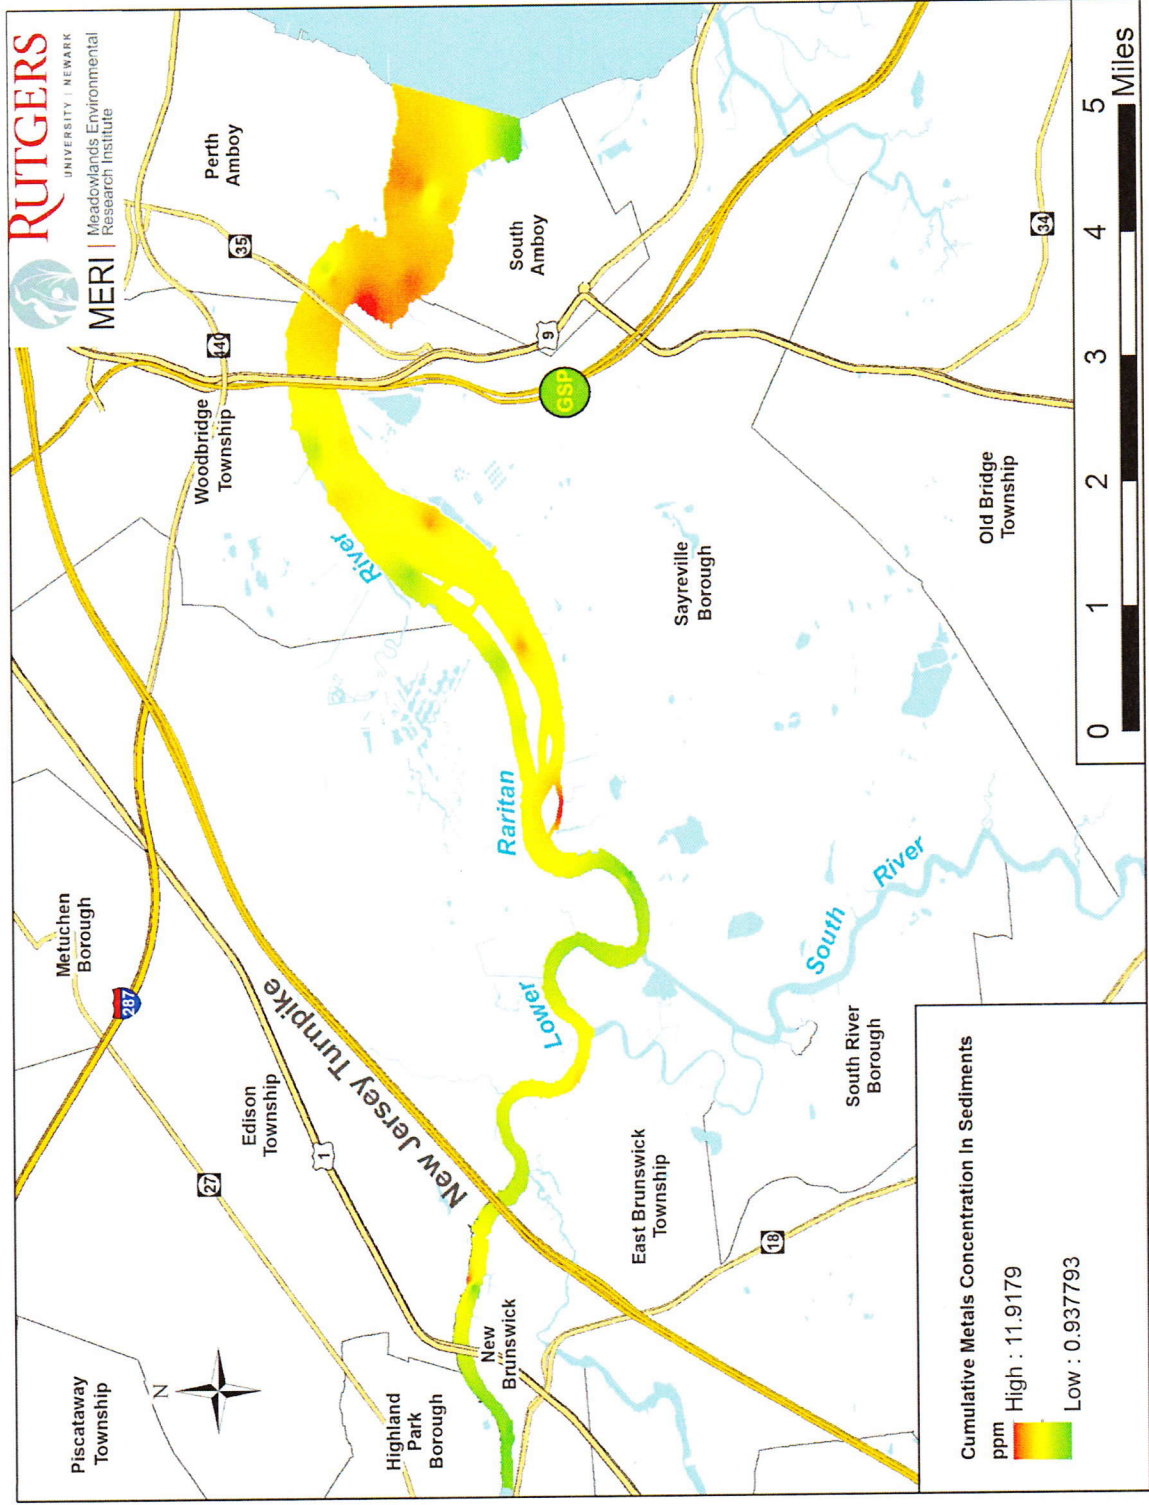 RUTGERS
UNIVERSITY | NEWARK
MERI | Meadowlands Environmental
Research Institute
Piscataway
Township
N
Highland
Park
Borough
New
Brunswick
27
1
Edison
Township
287
Metuchen
Borough
New Jersey Turnpike
Woodbridge
Township
440
35
Perth
Amboy
South
Amboy
9
GSP
Lower
Raritan
River
East Brunswick
Township
18
South River
Borough
South
River
Sayreville
Borough
Old Bridge
Township
34
Cumulative Metals Concentration In Sediments
ppm
High : 11.9179
Low : 0.937793
0 1 2 3 4 5
Miles